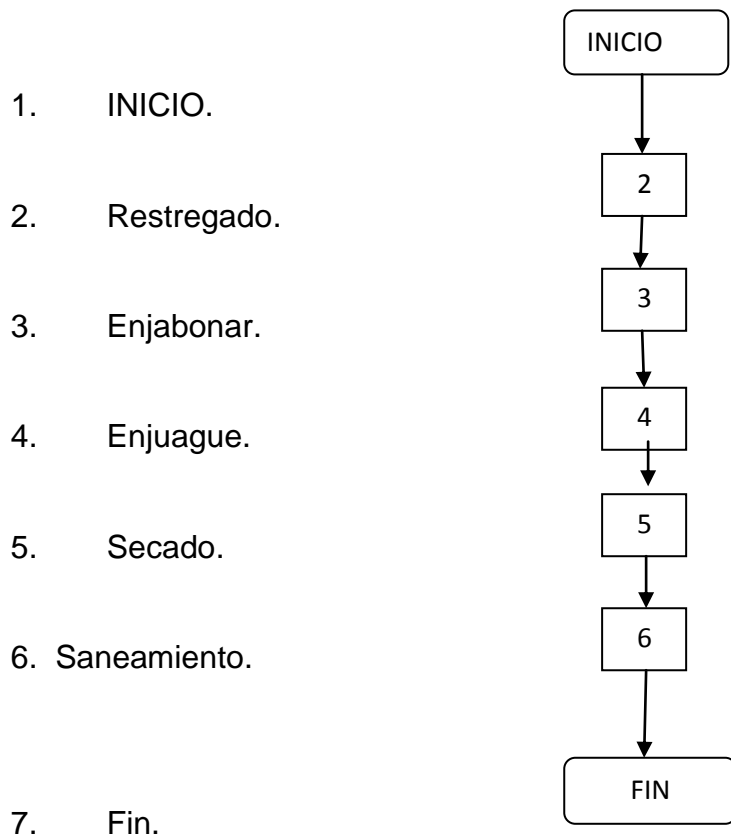 INICIO
1. INICIO.
2
2. Restregado.
3
3. Enjabonar.
4
4. Enjuague.
5
5. Secado.
6
6. Saneamiento.
FIN
7. Fin.